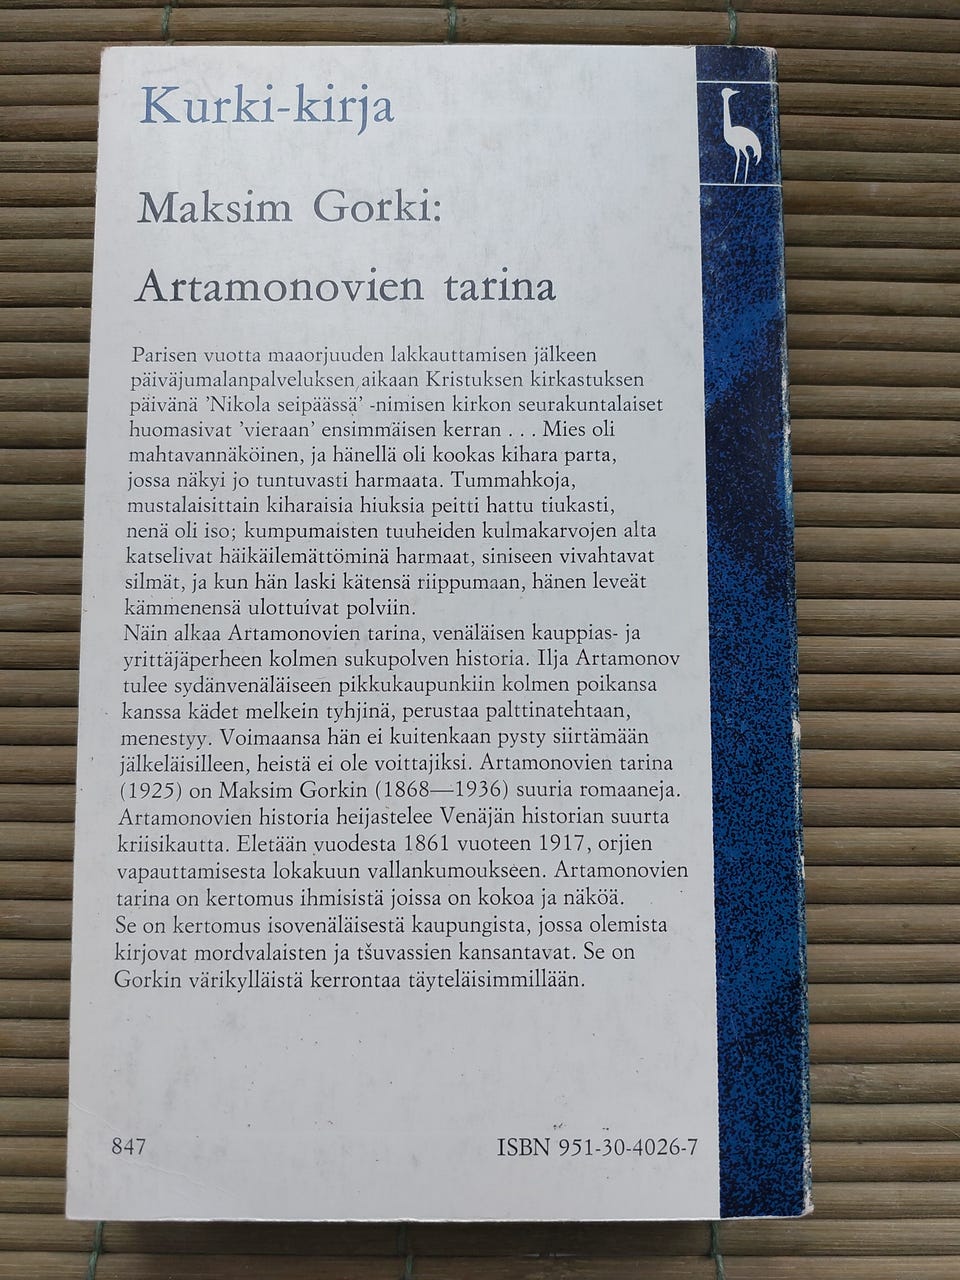 Kurki-kirja
Maksim Gorki:
Artamonovien tarina
Parisen vuotta maaorjuuden lakkauttamisen jälkeen
päiväjumalanpalveluksen aikaan Kristuksen kirkastuksen
päivänä 'Nikola seipäässä' -nimisen kirkon seurakuntalaiset
huomasivat 'vieraan' ensimmäisen kerran . . . Mies oli
mahtavannäköinen, ja hänellä oli kookas kihara parta,
jossa näkyi jo tuntuvasti harmaata. Tummahkoja,
mustalaisittain kiharaisia hiuksia peitti hattu tiukasti,
nenä oli iso; kumpumaisten tuuheiden kulmakarvojen alta
katselivat häikäilemättöminä harmaat, siniseen vivahtavat
silmät, ja kun hän laski kätensä riippumaan, hänen leveät
kämmenensä ulottuivat polviin.
Näin alkaa Artamonovien tarina, venäläisen kauppias- ja
yrittäjäperheen kolmen sukupolven historia. Ilja Artamonov
tulee sydänvenäläiseen pikkukaupunkiin kolmen poikansa
kanssa kädet melkein tyhjinä, perustaa palttinatehtaan,
menestyy. Voimaansa hän ei kuitenkaan pysty siirtämään
jälkeläisilleen, heistä ei ole voittajiksi. Artamonovien tarina
(1925) on Maksim Gorkin (1868—1936) suuria romaaneja.
Artamonovien historia heijastelee Venäjän historian suurta
kriisikautta. Eletään vuodesta 1861 vuoteen 1917, orjien
vapauttamisesta lokakuun vallankumoukseen. Artamonovien
tarina on kertomus ihmisistä joissa on kokoa ja näköä.
Se on kertomus isovenäläisestä kaupungista, jossa olemista
kirjovat mordvalaisten ja tšuvassien kansantavat. Se on
Gorkin värikylläistä kerrontaa täyteläisimmillään.
847
ISBN 951-30-4026-7